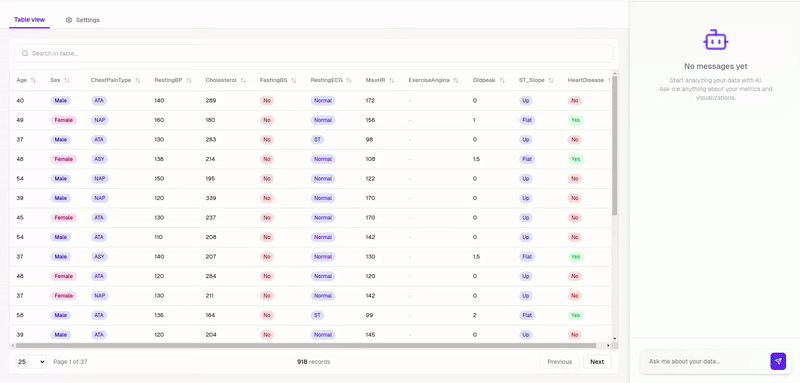 Table view Settings
Search in table...
Age Sex ChestPainType RestingBP Cholesterol FastingBS RestingECG MaxHR ExerciseAngina Oldpeak ST_Slope HeartDisease
40 Male ATA 140 289 No Normal 172 - 0 Up No
49 Female NAP 160 180 No Normal 156 - 1 Flat Yes
37 Male ATA 130 283 No ST 98 - 0 Up No
48 Female ASY 138 214 No Normal 108 - 1.5 Flat Yes
54 Male NAP 150 195 No Normal 122 - 0 Up No
39 Male NAP 120 339 No Normal 170 - 0 Up No
45 Female ATA 130 237 No Normal 170 - 0 Up No
54 Male ATA 110 208 No Normal 142 - 0 Up No
37 Male ASY 140 207 No Normal 130 - 1.5 Flat Yes
48 Female ATA 120 284 No Normal 120 - 0 Up No
37 Female NAP 130 211 No Normal 142 - 0 Up No
58 Male ATA 136 164 No ST 99 - 2 Flat Yes
39 Male ATA 120 204 No Normal 145 - 0 Up No
25 Page 1 of 37 918 records Previous Next
No messages yet
Start analyzing your data with AI.
Ask me anything about your metrics and
visualizations.
Ask me about your data...